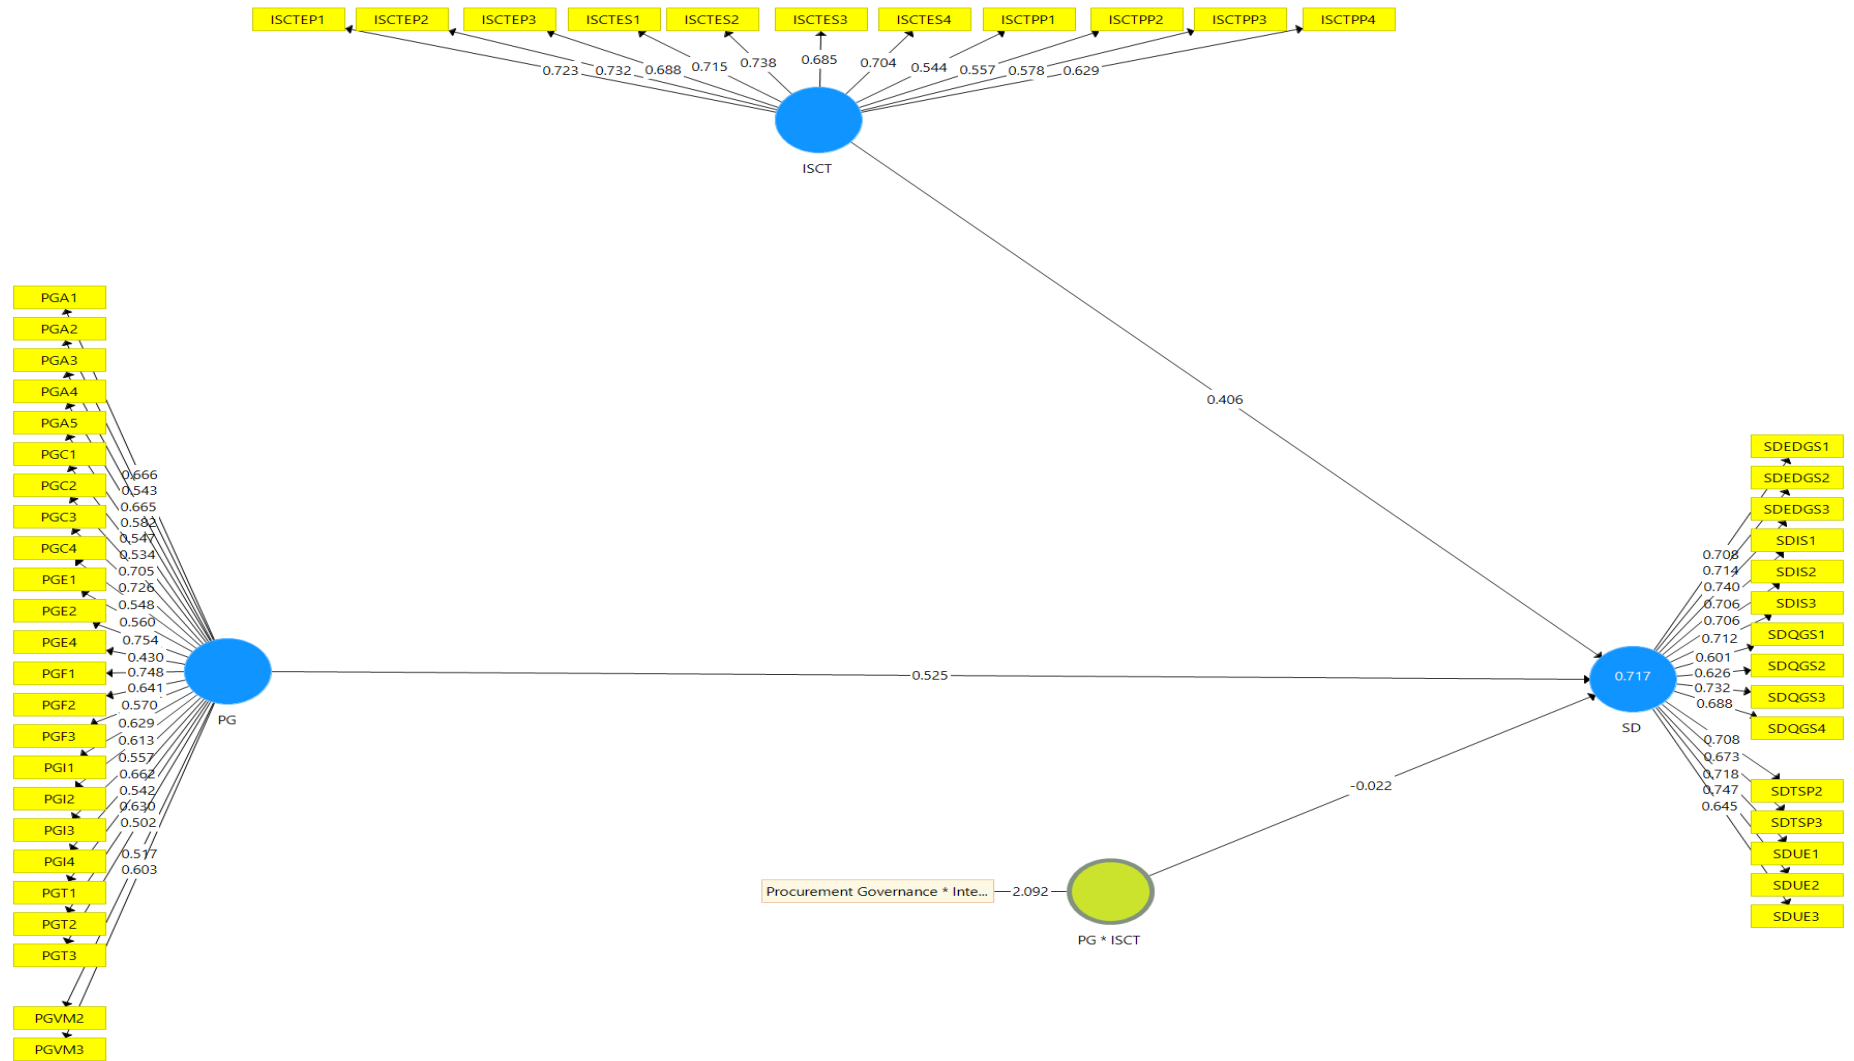 ISCTEP1 ISCTEP2 ISCTEP3 ISCTES1 ISCTES2 ISCTES3 ISCTES4 ISCTPP1 ISCTPP2 ISCTPP3 ISCTPP4
0.723 0.732 0.688 0.715 0.738 0.685 0.704 0.544 0.557 0.578 0.629
ISCT
PGA1
PGA2
PGA3
PGA4
PGA5
PGC1
PGC2
PGC3
PGC4
PGE1
PGE2
PGE4
PGF1
PGF2
PGF3
PGI1
PGI2
PGI3
PGI4
PGT1
PGT2
PGT3
PGVM2
PGVM3
0.666
0.543
0.665
0.582
0.547
0.534
0.705
0.726
0.548
0.560
0.754
0.430
0.748
0.641
0.570
0.629
0.613
0.557
0.662
0.542
0.630
0.502
0.517
0.603
PG
0.406
0.525
-0.022
Procurement Governance * Inte...
2.092
PG * ISCT
0.717
SD
0.708
0.714
0.740
0.706
0.706
0.712
0.601
0.626
0.732
0.688
0.708
0.673
0.718
0.747
0.645
SDEDGS1
SDEDGS2
SDEDGS3
SDIS1
SDIS2
SDIS3
SDQGS1
SDQGS2
SDQGS3
SDQGS4
SDTSP2
SDTSP3
SDUE1
SDUE2
SDUE3